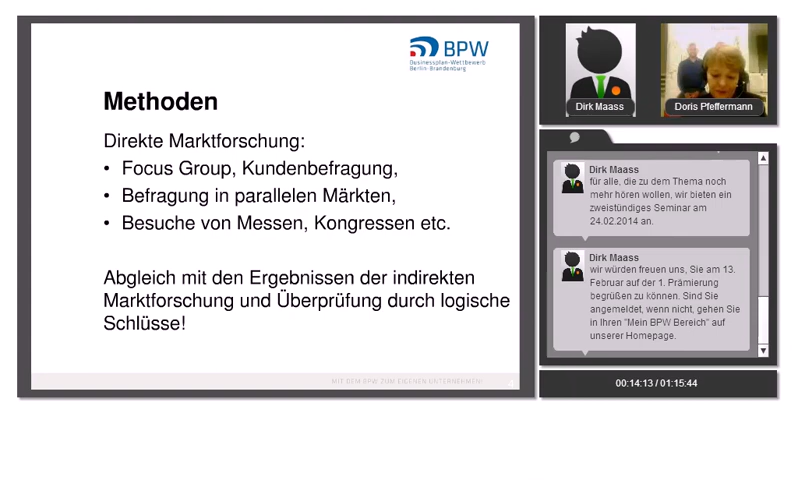 BPW
Businessplan-Wettbewerb
Berlin-Brandenburg
Methoden
Direkte Marktforschung:
• Focus Group, Kundenbefragung,
• Befragung in parallelen Märkten,
• Besuche von Messen, Kongressen etc.
Abgleich mit den Ergebnissen der indirekten
Marktforschung und Überprüfung durch logische
Schlüsse!
MIT DEM BPW ZUM EIGENEN UNTERNEHMEN!
Dirk Maass
Doris Pfeffermann
Dirk Maass
für alle, die zu dem Thema noch
mehr hören wollen, wir bieten ein
zweistündiges Seminar am
24.02.2014 an.
Dirk Maass
wir würden freuen uns, Sie am 13.
Februar auf der 1. Prämierung
begrüßen zu können. Sind Sie
angemeldet, wenn nicht, gehen Sie
in Ihren "Mein BPW Bereich" auf
unserer Homepage.
00:14:13 / 01:15:44